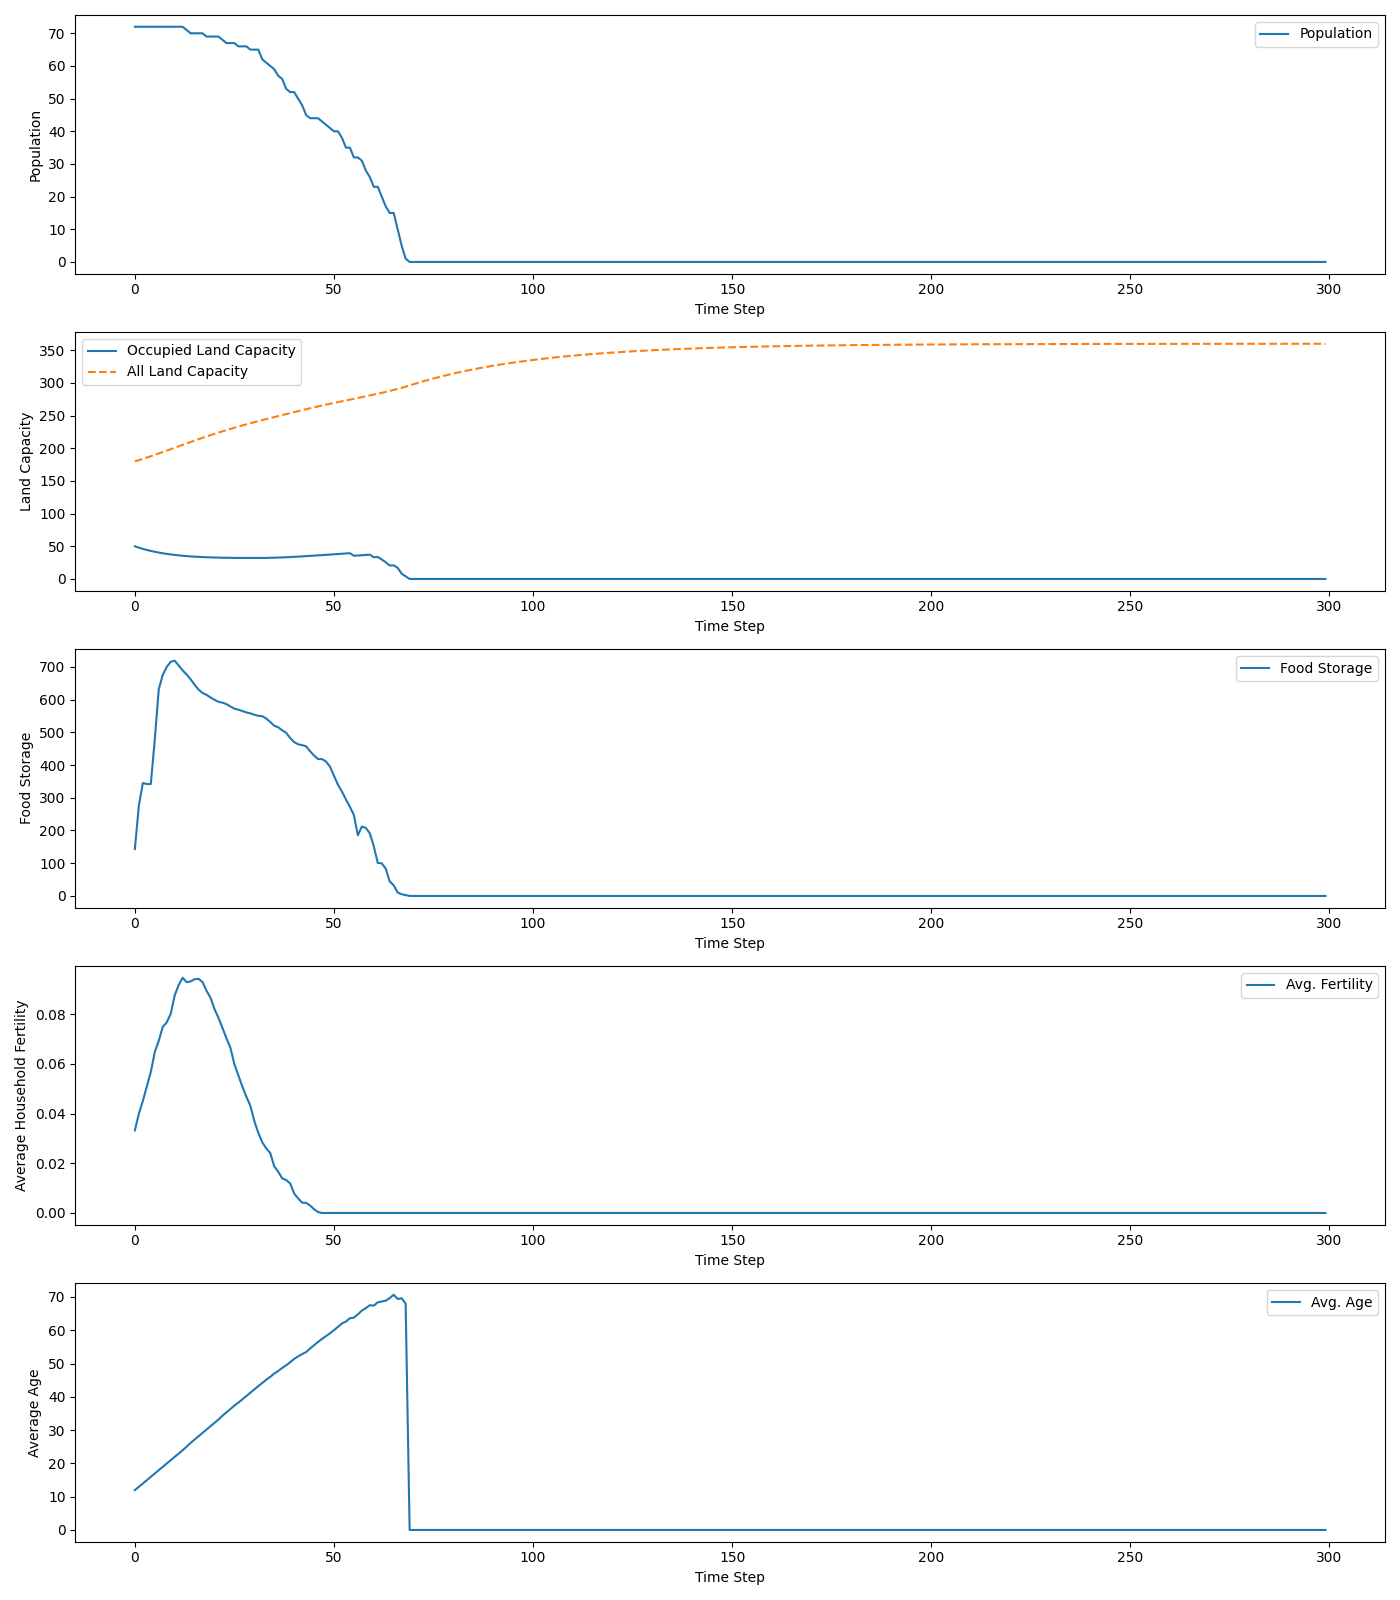 Population
70
60
50
40
30
20
10
0
Population
0 50 100 150 200 250 300
Time Step
Occupied Land Capacity
All Land Capacity
350
300
250
200
150
100
50
0
Land Capacity
0 50 100 150 200 250 300
Time Step
Food Storage
700
600
500
400
300
200
100
0
Food Storage
0 50 100 150 200 250 300
Time Step
Avg. Fertility
0.08
0.06
0.04
0.02
0.00
Average Household Fertility
0 50 100 150 200 250 300
Time Step
Avg. Age
70
60
50
40
30
20
10
0
Average Age
0 50 100 150 200 250 300
Time Step